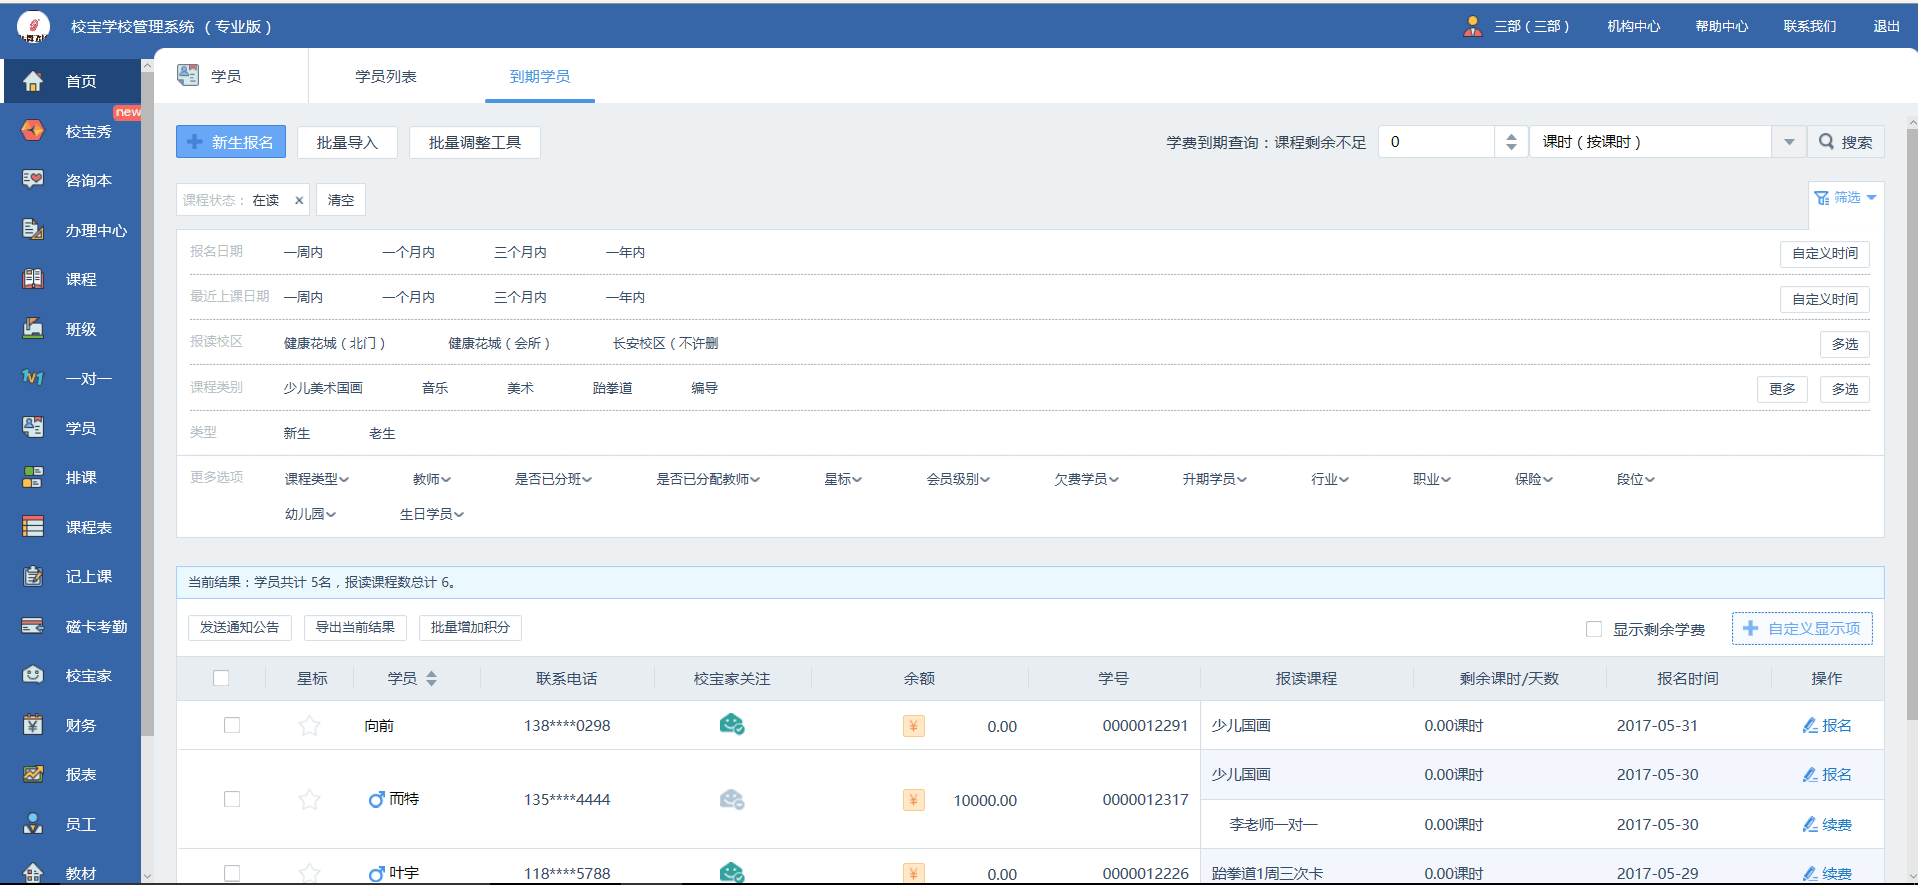 校宝学校管理系统 （专业版）
三部（三部） 机构中心 帮助中心 联系我们 退出
首页
new
校宝秀
咨询本
办理中心
课程
班级
1V1 一对一
学员
排课
课程表
记上课
磁卡考勤
校宝家
财务
报表
员工
教材
学员 学员列表 到期学员
新生报名 批量导入 批量调整工具 学费到期查询：课程剩余不足 0 课时（按课时） 搜索
课程状态： 在读 × 清空 筛选
报名日期 一周内 一个月内 三个月内 一年内 自定义时间
最近上课日期 一周内 一个月内 三个月内 一年内 自定义时间
报读校区 健康花城（北门） 健康花城（会所） 长安校区（不许删 多选
课程类别 少儿美术国画 音乐 美术 跆拳道 编导 更多 多选
类型 新生 老生
更多选项 课程类型 教师 是否已分班 是否已分配教师 星标 会员级别 欠费学员 升期学员 行业 职业 保险 段位
幼儿园 生日学员
当前结果：学员共计 5名，报读课程数总计 6。
发送通知公告 导出当前结果 批量增加积分 显示剩余学费 自定义显示项
星标 学员 联系电话 校宝家关注 余额 学号 报读课程 剩余课时/天数 报名时间 操作
向前 138****0298 ¥ 0.00 0000012291 少儿国画 0.00课时 2017-05-31 报名
而特 135****4444 ¥ 10000.00 0000012317 少儿国画 0.00课时 2017-05-30 报名
李老师一对一 0.00课时 2017-05-30 续费
叶宇 118****5788 ¥ 0.00 0000012226 跆拳道1周三次卡 0.00课时 2017-05-29 续费